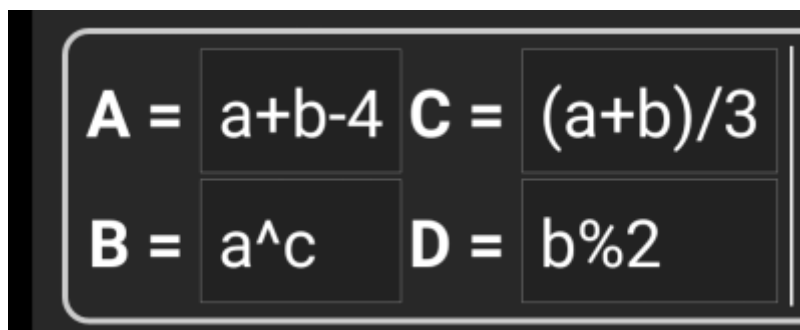 A = a+b-4 C = (a+b)/3
B = a^c D = b%2